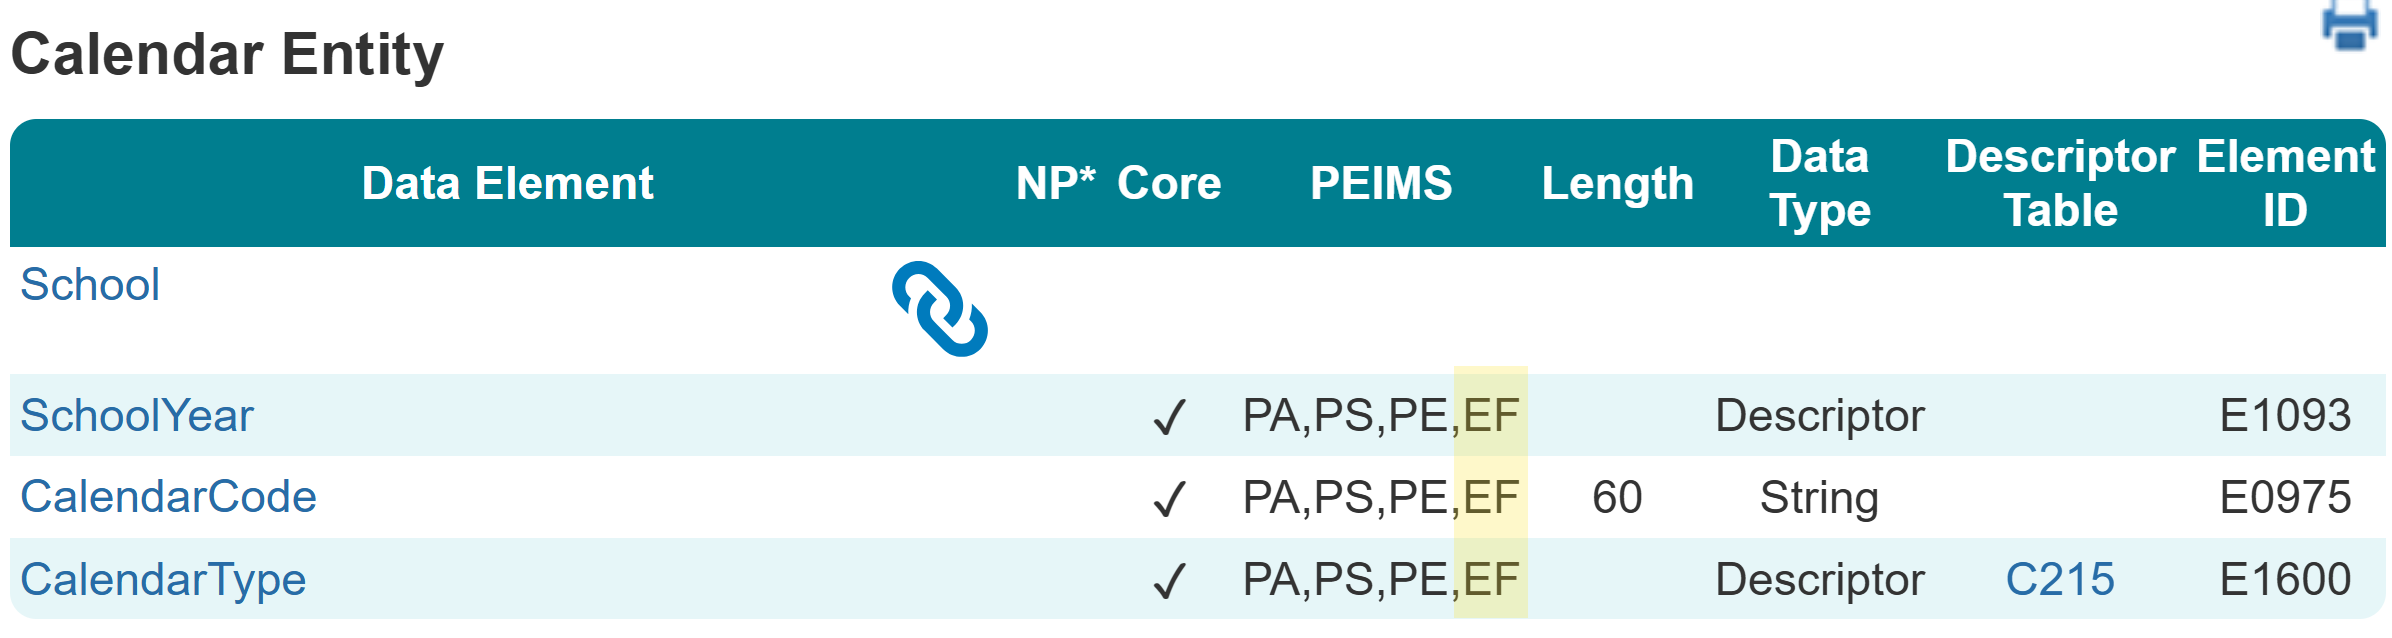 Calendar Entity
Data Element NP* Core PEIMS Length Data Type Descriptor Table Element ID
School
SchoolYear ✓ PA,PS,PE,EF Descriptor E1093
CalendarCode ✓ PA,PS,PE,EF 60 String E0975
CalendarType ✓ PA,PS,PE,EF Descriptor C215 E1600